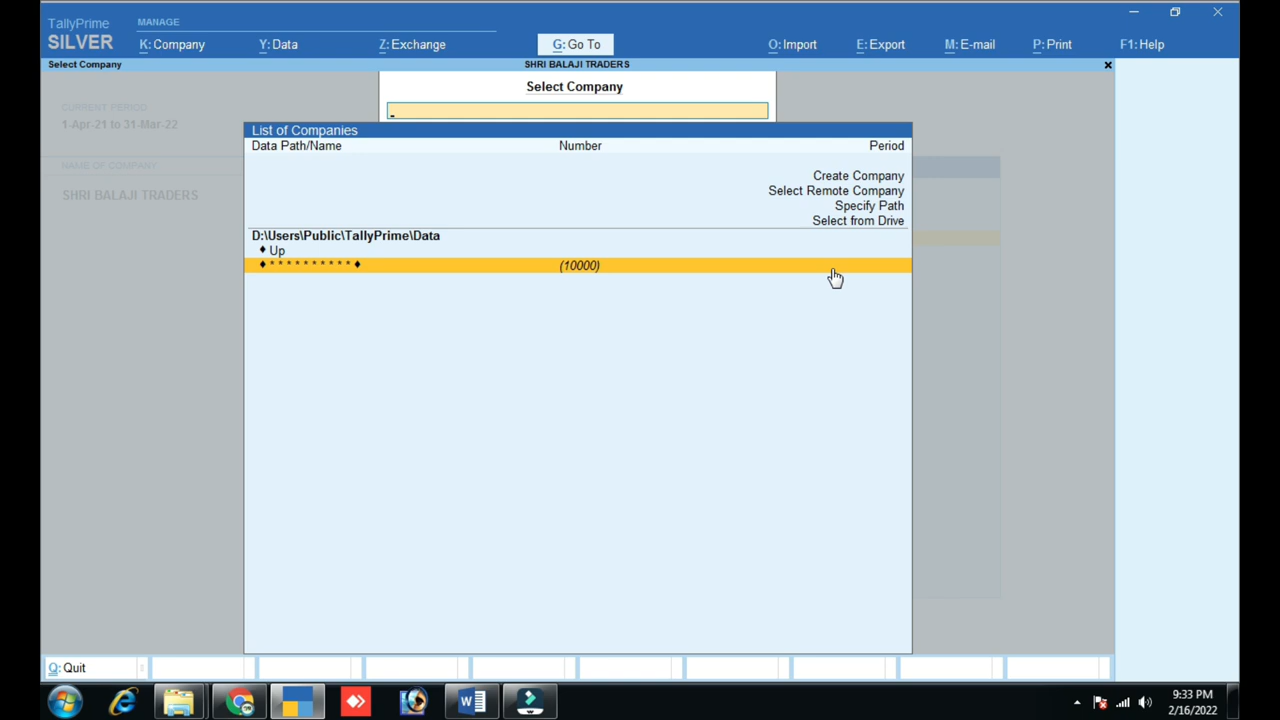 TallyPrime
MANAGE
SILVER
K: Company
Y: Data
Z: Exchange
G: Go To
O: Import
E: Export
M: E-mail
P: Print
F1: Help
Select Company
SHRI BALAJI TRADERS
Select Company
CURRENT PERIOD
1-Apr-21 to 31-Mar-22
List of Companies
Data Path/Name Number Period
NAME OF COMPANY
Create Company
SHRI BALAJI TRADERS
Select Remote Company
Specify Path
Select from Drive
D:\Users\Public\TallyPrime\Data
♦ Up
♦ * * * * * * * * * * ♦ (10000)
Q: Quit
9:33 PM
2/16/2022